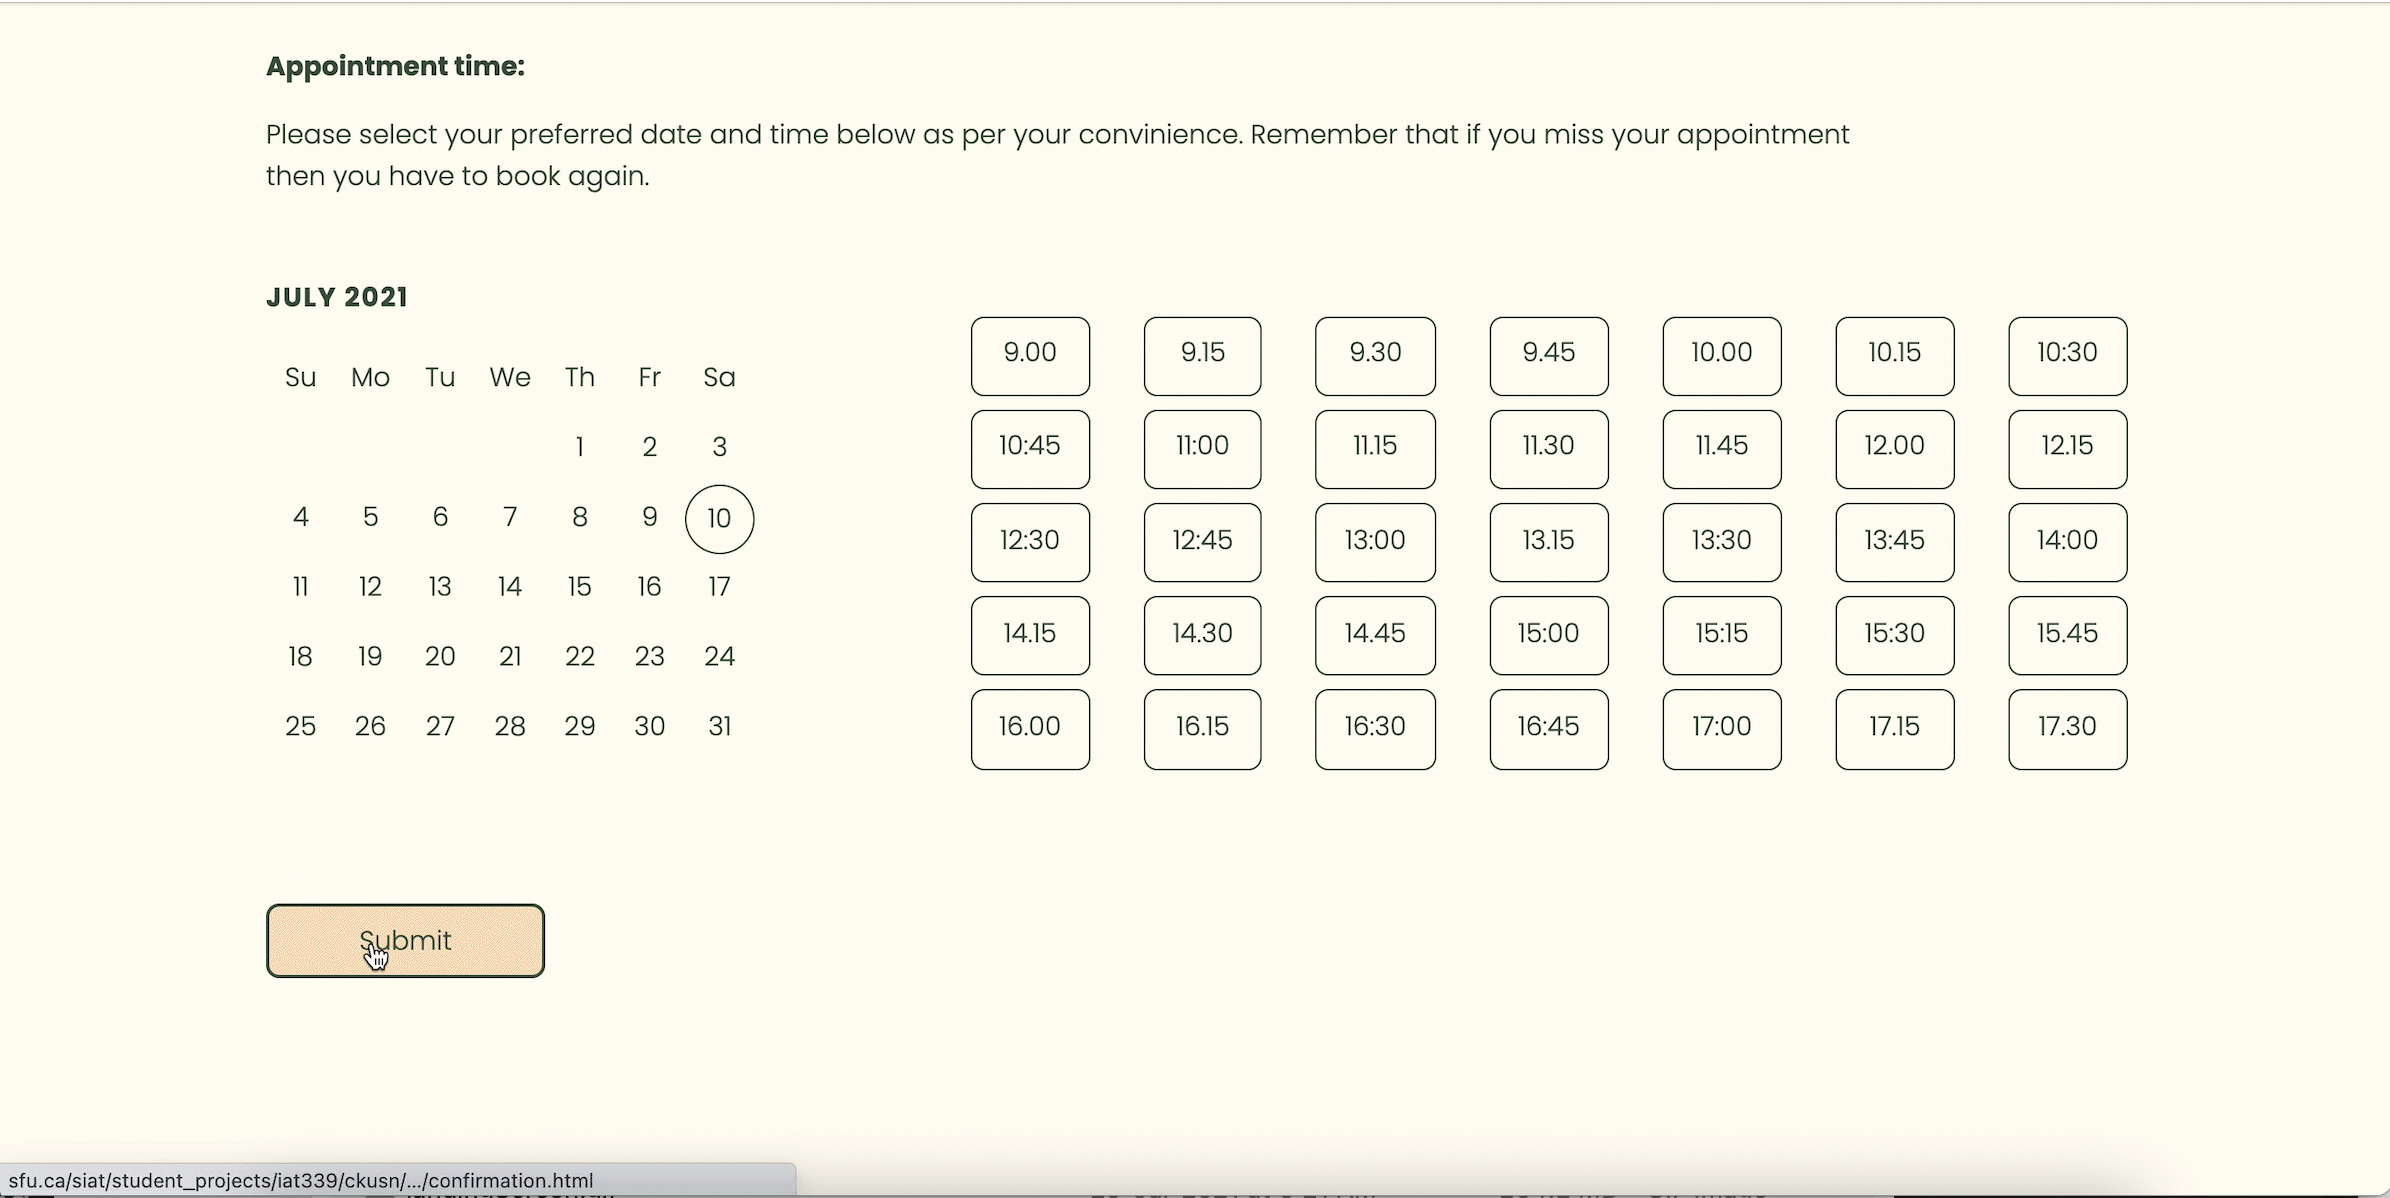 Appointment time:
Please select your preferred date and time below as per your convinience. Remember that if you miss your appointment
then you have to book again.
JULY 2021
Su Mo Tu We Th Fr Sa
1 2 3
4 5 6 7 8 9 10
11 12 13 14 15 16 17
18 19 20 21 22 23 24
25 26 27 28 29 30 31
9.00 9.15 9.30 9.45 10.00 10.15 10:30
10:45 11:00 11.15 11.30 11.45 12.00 12.15
12:30 12:45 13:00 13.15 13:30 13:45 14:00
14.15 14.30 14.45 15:00 15:15 15:30 15.45
16.00 16.15 16:30 16:45 17:00 17.15 17.30
Submit
sfu.ca/siat/student_projects/iat339/ckusn/.../confirmation.html